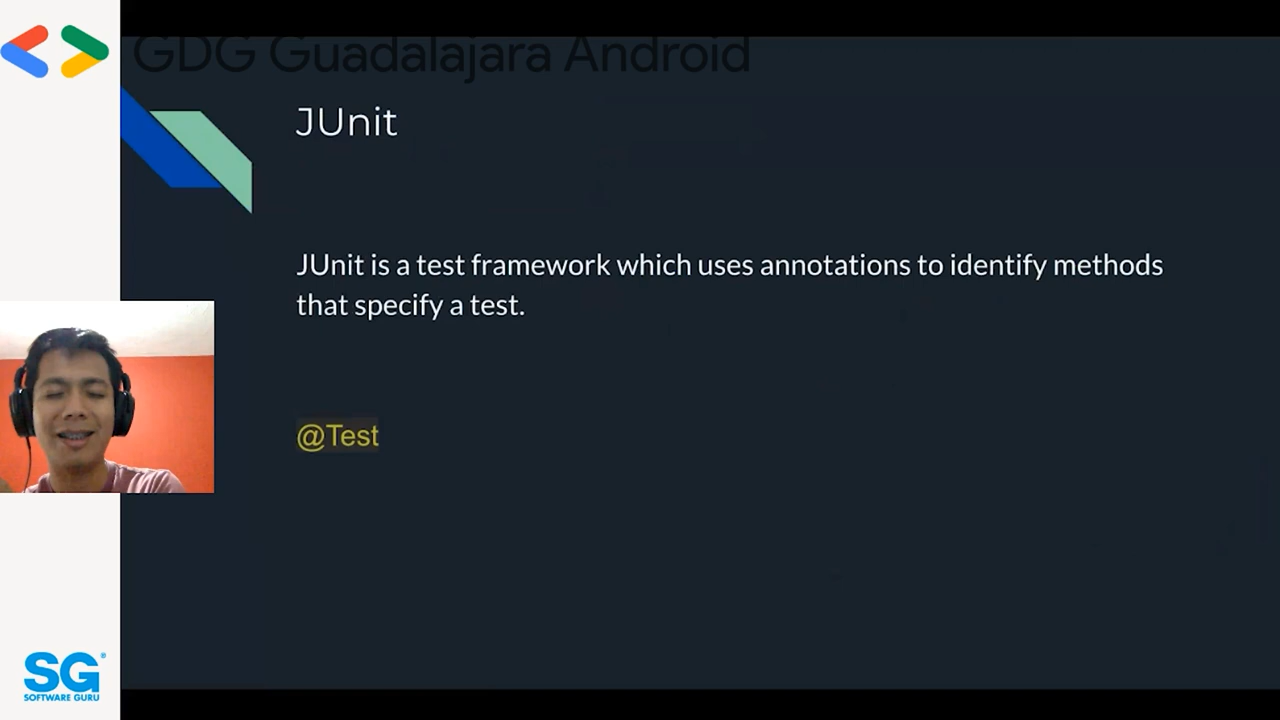 GDG Guadalajara Android
JUnit
JUnit is a test framework which uses annotations to identify methods
that specify a test.
@Test
SG®
SOFTWARE GURU